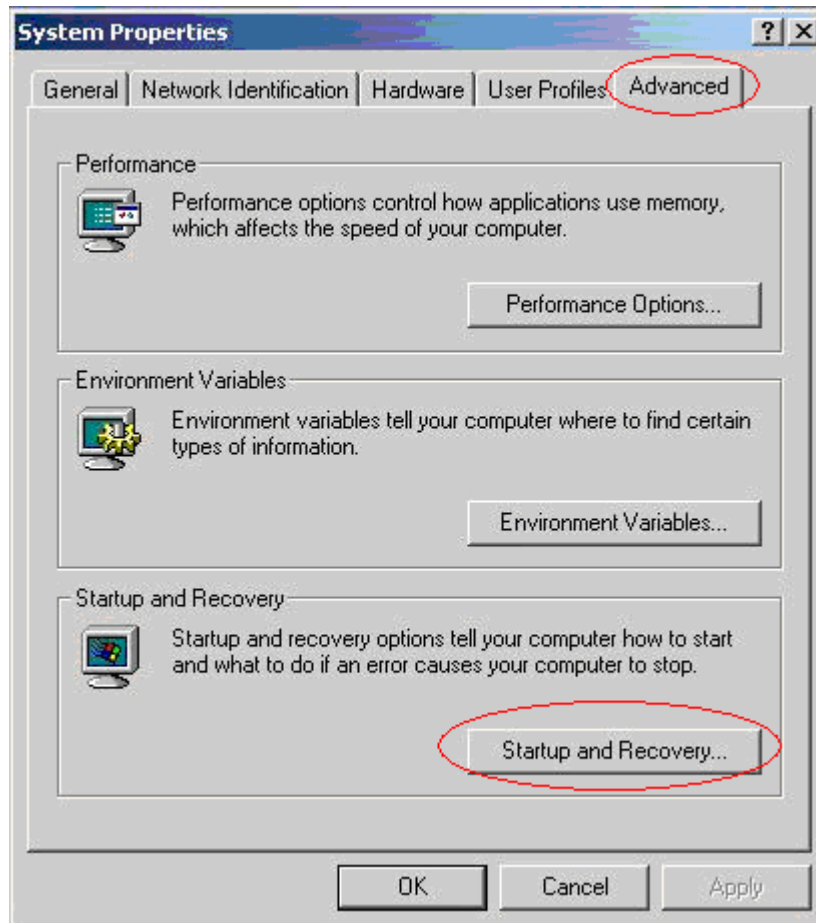 System Properties
General
Network Identification
Hardware
User Profiles
Advanced
Performance
Performance options control how applications use memory,
which affects the speed of your computer.
Performance Options...
Environment Variables
Environment variables tell your computer where to find certain
types of information.
Environment Variables...
Startup and Recovery
Startup and recovery options tell your computer how to start
and what to do if an error causes your computer to stop.
Startup and Recovery...
OK
Cancel
Apply